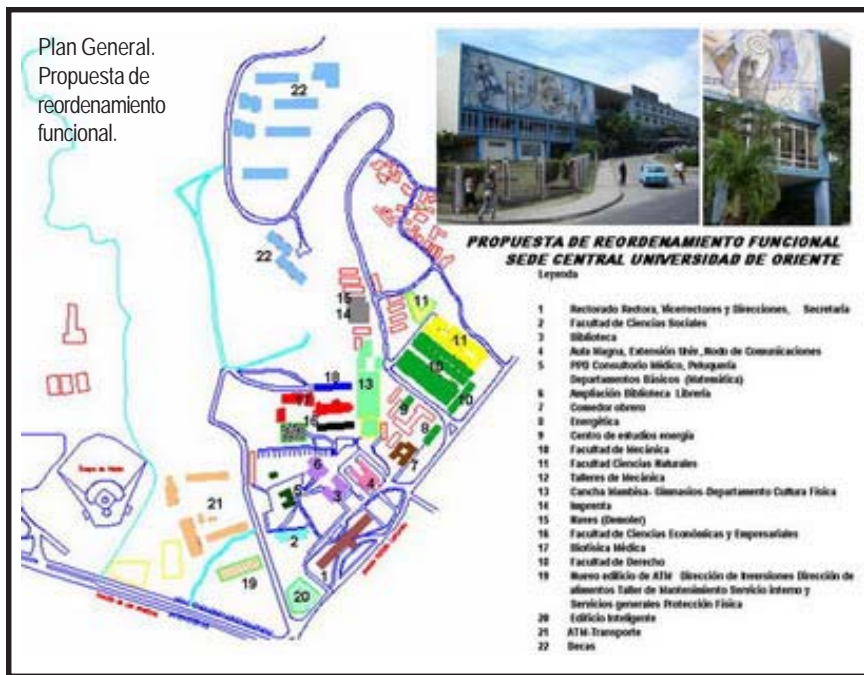 Plan General.
Propuesta de
reordenamiento
funcional.
PROPUESTA DE REORDENAMIENTO FUNCIONAL
SEDE CENTRAL UNIVERSIDAD DE ORIENTE
Leyenda
1 Rectorado Rectora, Vicerrectores y Direcciones, Secretaría
2 Facultad de Ciencias Sociales
3 Biblioteca
4 Aula Magna, Extensión Univ., Nodo de Comunicaciones
5 PPD Consultorio Médico, Peluquería
Departamentos Básicos (Matemática)
6 Ampliación Biblioteca Librería
7 Comedor obrero
8 Energética
9 Centro de estudios energía
10 Facultad de Mecánica
11 Facultad Ciencias Naturales
12 Talleres de Mecánica
13 Cancha Mambisa- Gimnasios-Departamento Cultura Física
14 Imprenta
15 Naves (Demoler)
16 Facultad de Ciencias Económicas y Empresariales
17 Biofísica Médica
18 Facultad de Derecho
19 Nuevo edificio de ATM Dirección de Inversiones Dirección de
alimentos Taller de Mantenimiento Servicio interno y
Servicios generales Protección Física
20 Edificio Inteligente
21 ATM-Transporte
22 Becas
22
22
15
14
11
11
10
18
13
9
8
16
7
6
5
3
4
21
2
19
1
20